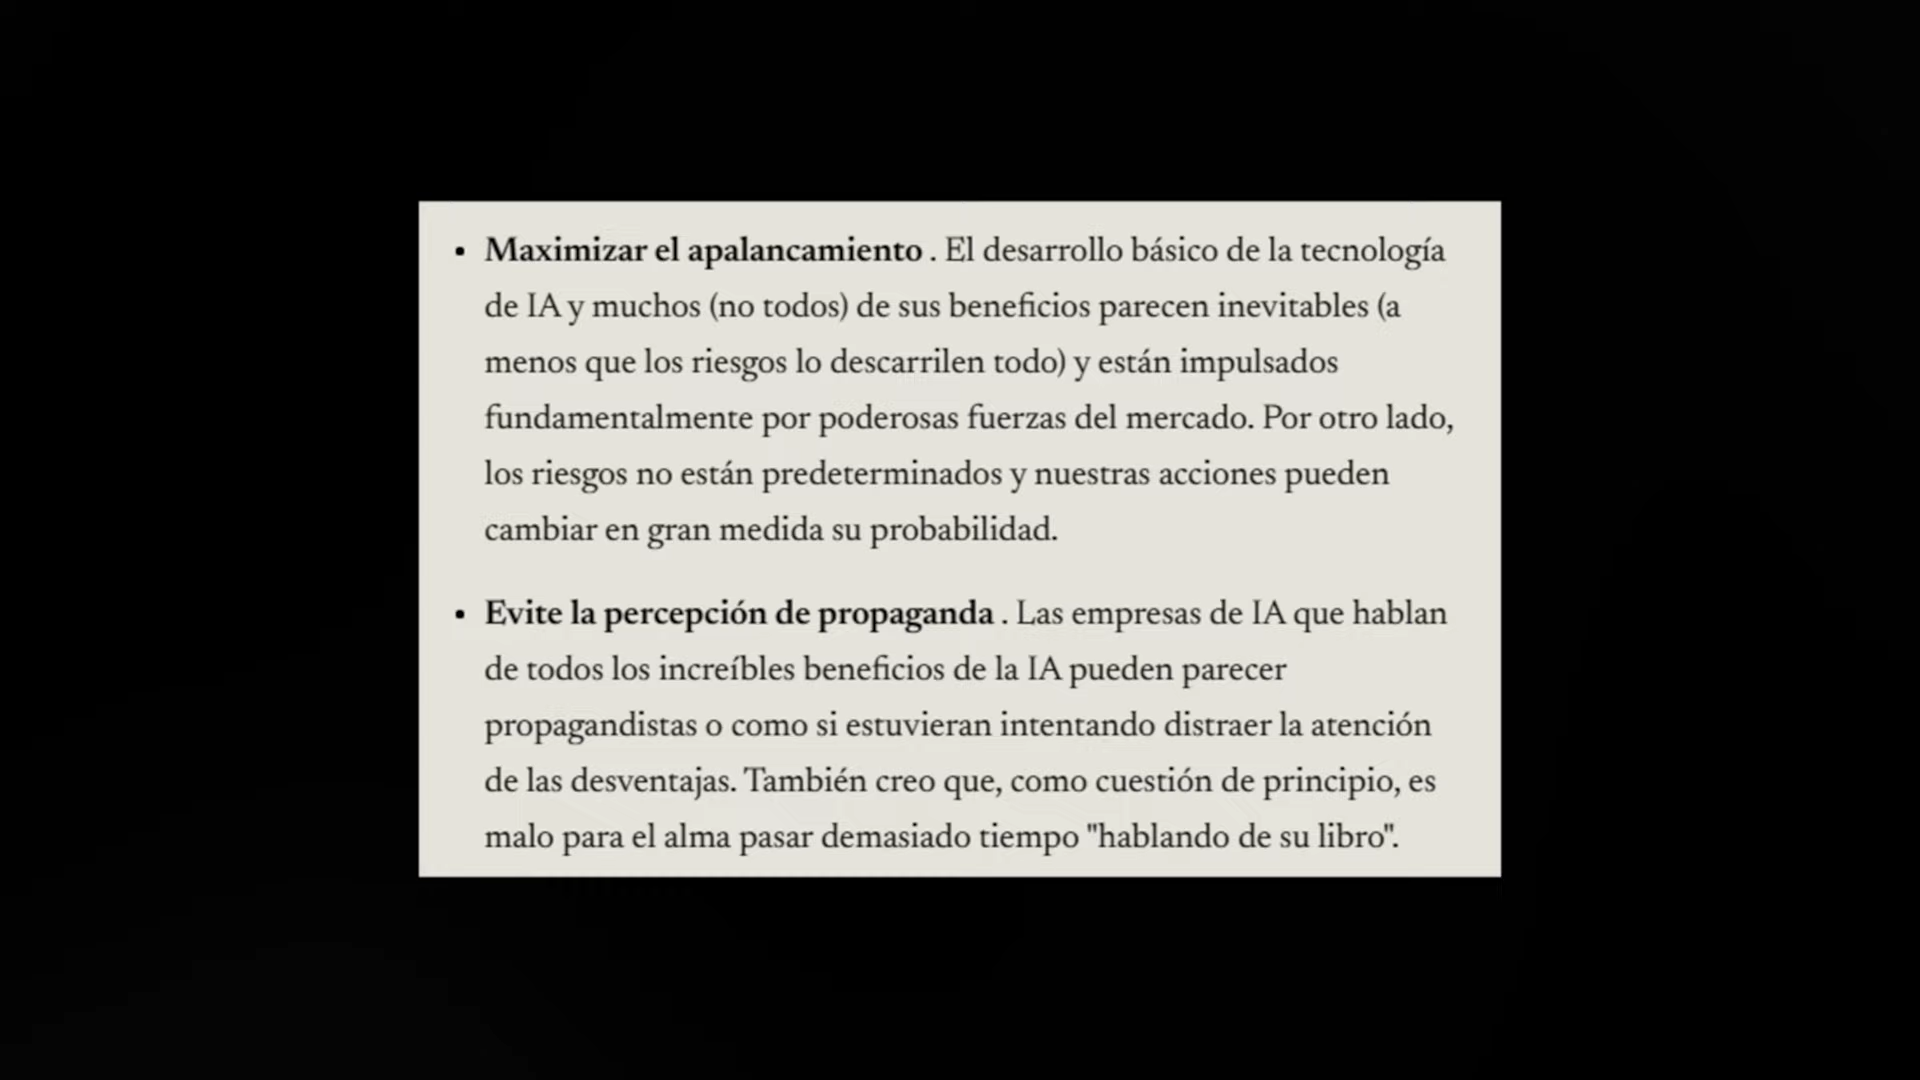 • Maximizar el apalancamiento . El desarrollo básico de la tecnología
de IA y muchos (no todos) de sus beneficios parecen inevitables (a
menos que los riesgos lo descarrilen todo) y están impulsados
fundamentalmente por poderosas fuerzas del mercado. Por otro lado,
los riesgos no están predeterminados y nuestras acciones pueden
cambiar en gran medida su probabilidad.
• Evite la percepción de propaganda . Las empresas de IA que hablan
de todos los increíbles beneficios de la IA pueden parecer
propagandistas o como si estuvieran intentando distraer la atención
de las desventajas. También creo que, como cuestión de principio, es
malo para el alma pasar demasiado tiempo "hablando de su libro".